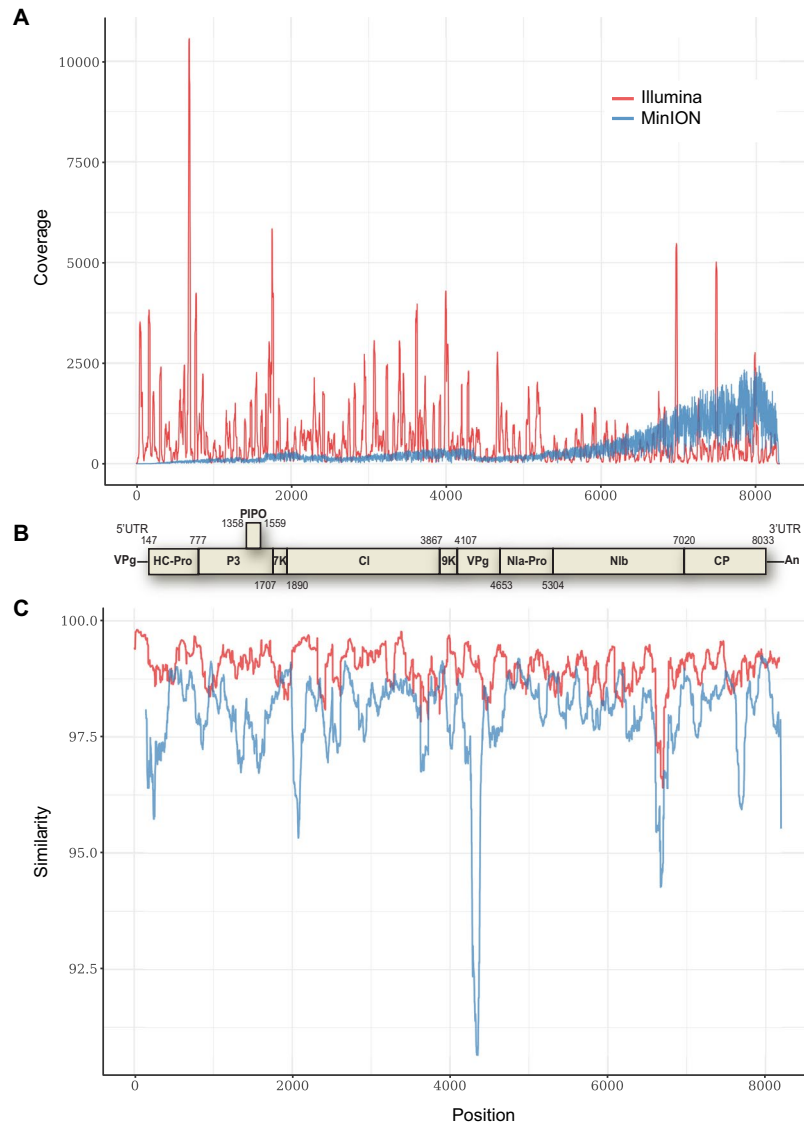 A
10000
7500
5000
2500
0
Coverage
Illumina
MinION
0 2000 4000 6000 8000
B
PIPO
5'UTR 1358 1559 3'UTR
147 777 3867 4107 7020 8033
VPg HC-Pro P3 7K CI 9K VPg NIa-Pro NIb CP An
1707 1890 4653 5304
C
100.0
97.5
95.0
92.5
Similarity
0 2000 4000 6000 8000
Position